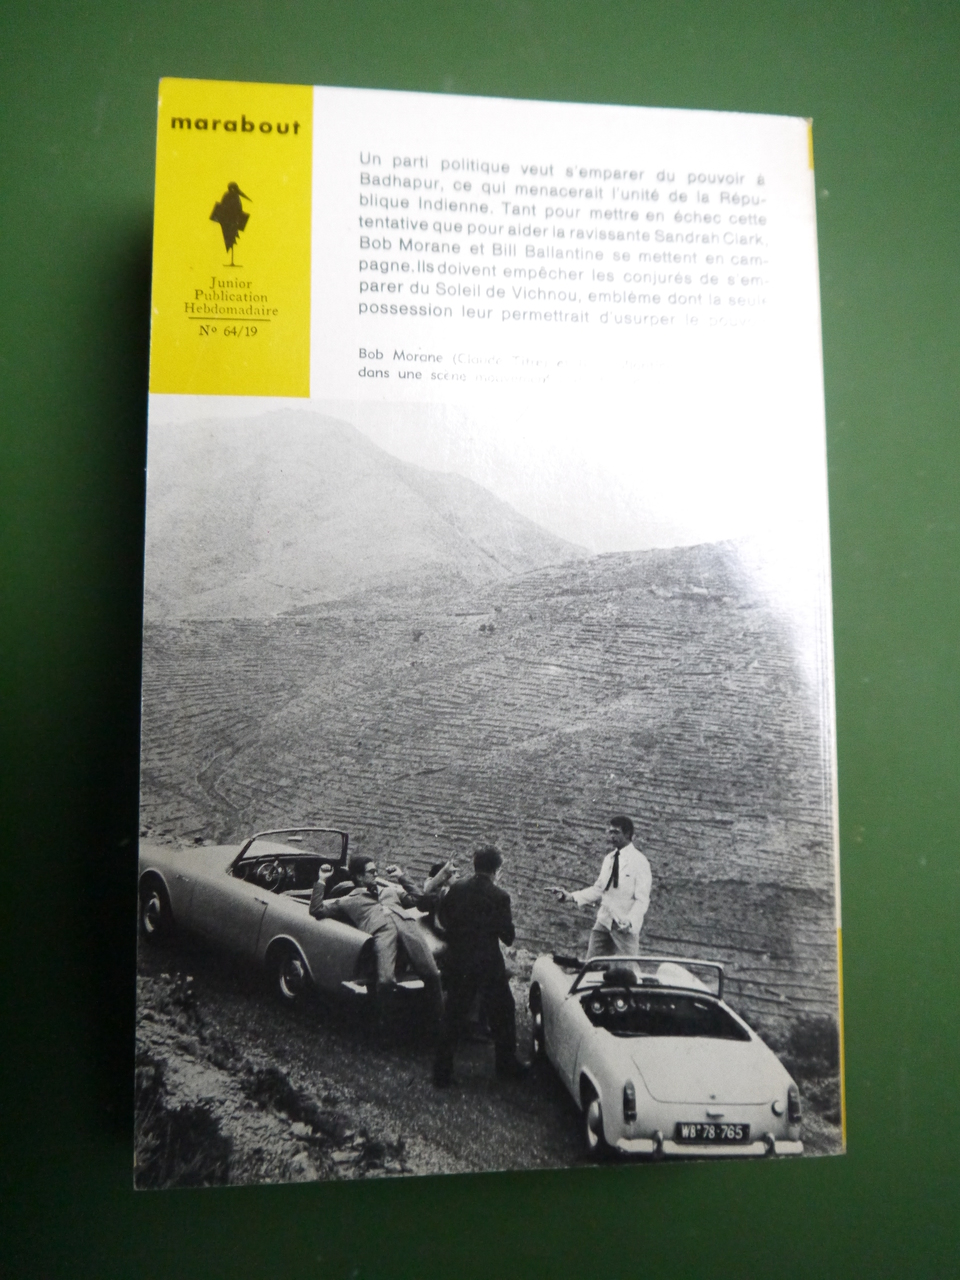 marabout
Junior
Publication
Hebdomadaire
Nº 64/19
Un parti politique veut s'emparer du pouvoir à
Badhapur, ce qui menacerait l'unité de la Répu-
blique Indienne. Tant pour mettre en échec cette
tentative que pour aider la ravissante Sandrah Clark,
Bob Morane et Bill Ballantine se mettent en cam-
pagne. Ils doivent empêcher les conjurés de s'em-
parer du Soleil de Vichnou, emblème dont la seule
possession leur permettrait d'usurper le
Bob Morane (Claude
dans une scène
WB*78-765